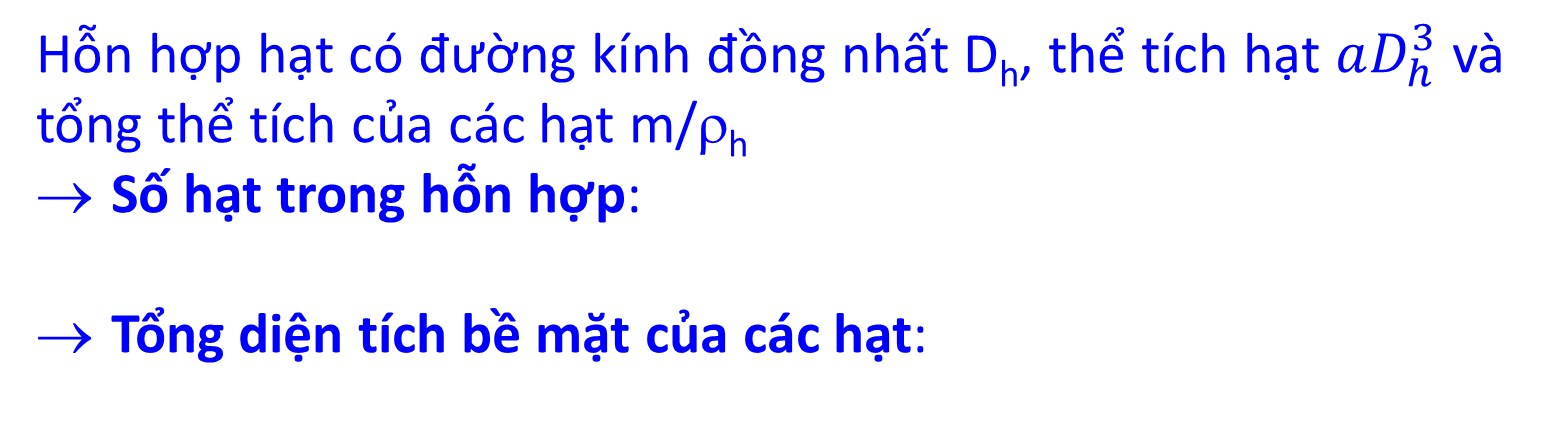 Hỗn hợp hạt có đường kính đồng nhất Dₕ, thể tích hạt 𝑎𝐷ₕ³ và
tổng thể tích của các hạt m/ρₕ
→ Số hạt trong hỗn hợp:
→ Tổng diện tích bề mặt của các hạt: